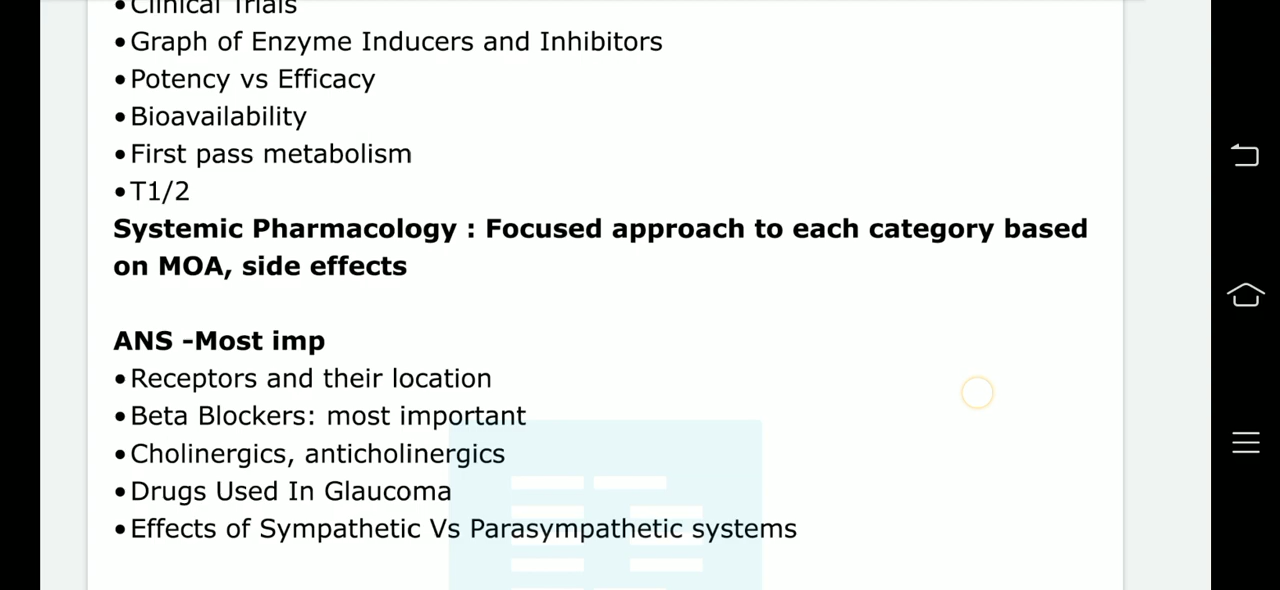 •Clinical Trials
•Graph of Enzyme Inducers and Inhibitors
•Potency vs Efficacy
•Bioavailability
•First pass metabolism
•T1/2
Systemic Pharmacology : Focused approach to each category based
on MOA, side effects
ANS -Most imp
•Receptors and their location
•Beta Blockers: most important
•Cholinergics, anticholinergics
•Drugs Used In Glaucoma
•Effects of Sympathetic Vs Parasympathetic systems